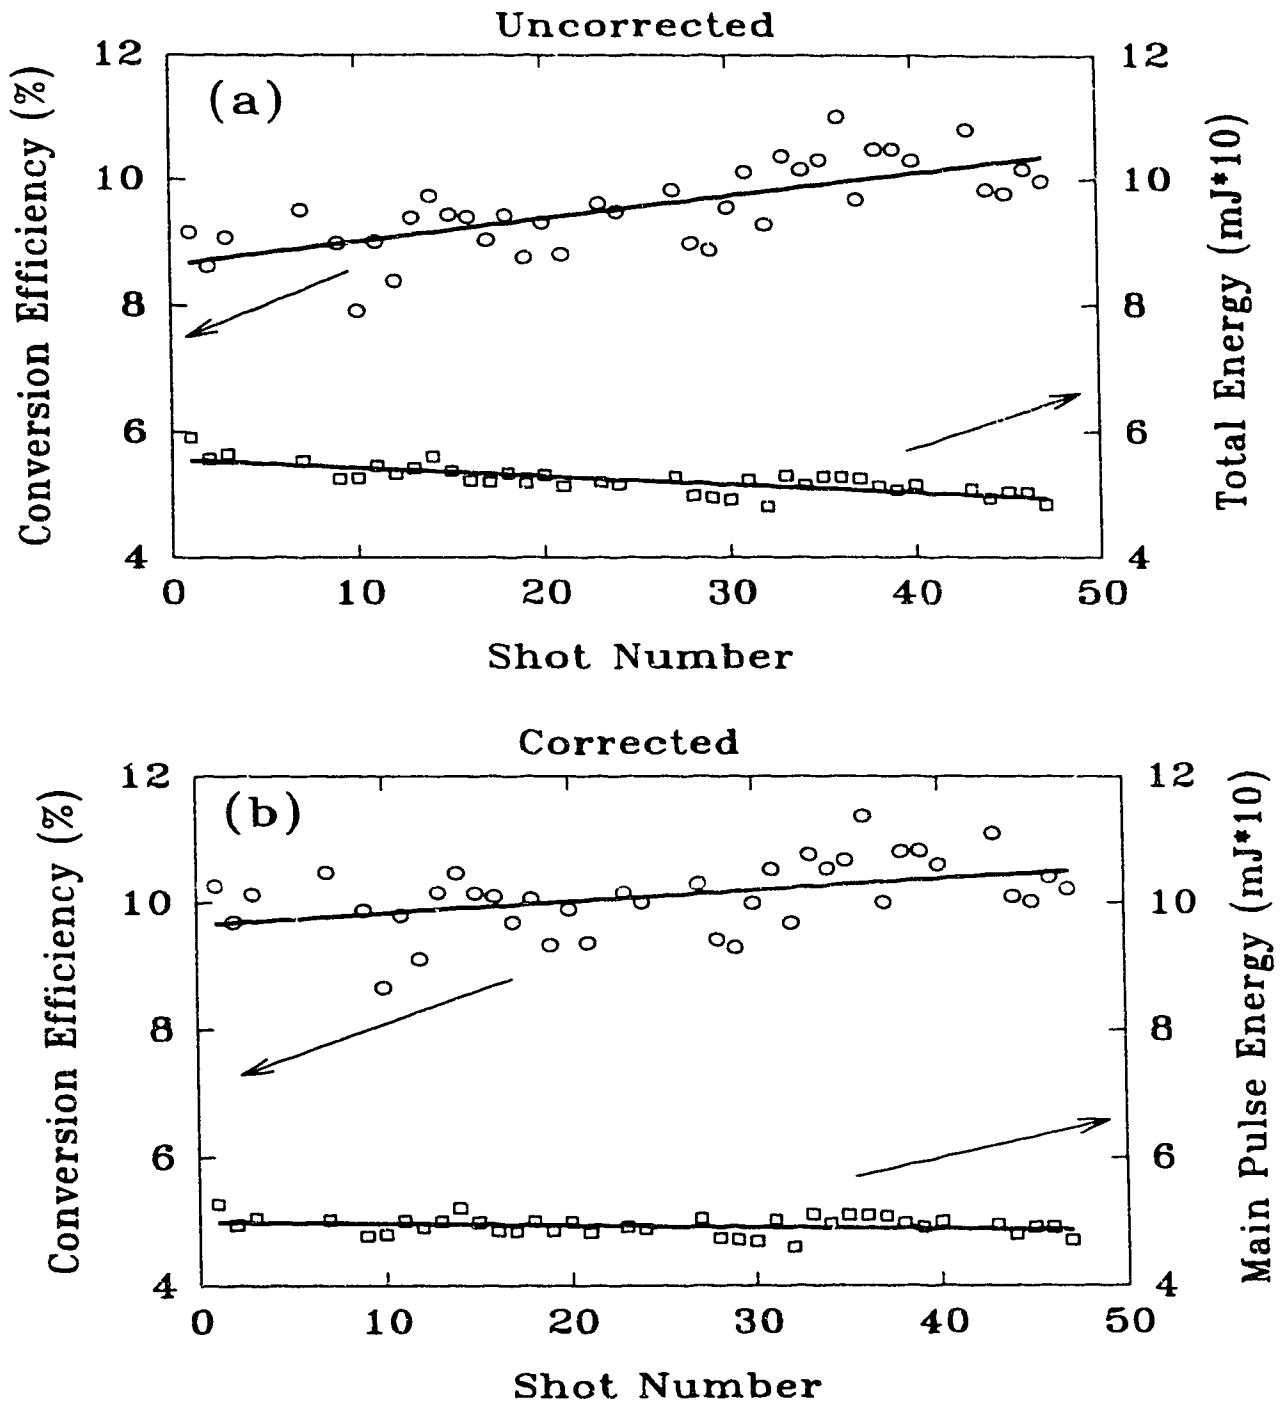 Uncorrected
(a)
Conversion Efficiency (%)
12
10
8
6
4
12
10
8
6
4
Total Energy (mJ*10)
0 10 20 30 40 50
Shot Number
Corrected
(b)
Conversion Efficiency (%)
12
10
8
6
4
12
10
8
6
4
Main Pulse Energy (mJ*10)
0 10 20 30 40 50
Shot Number